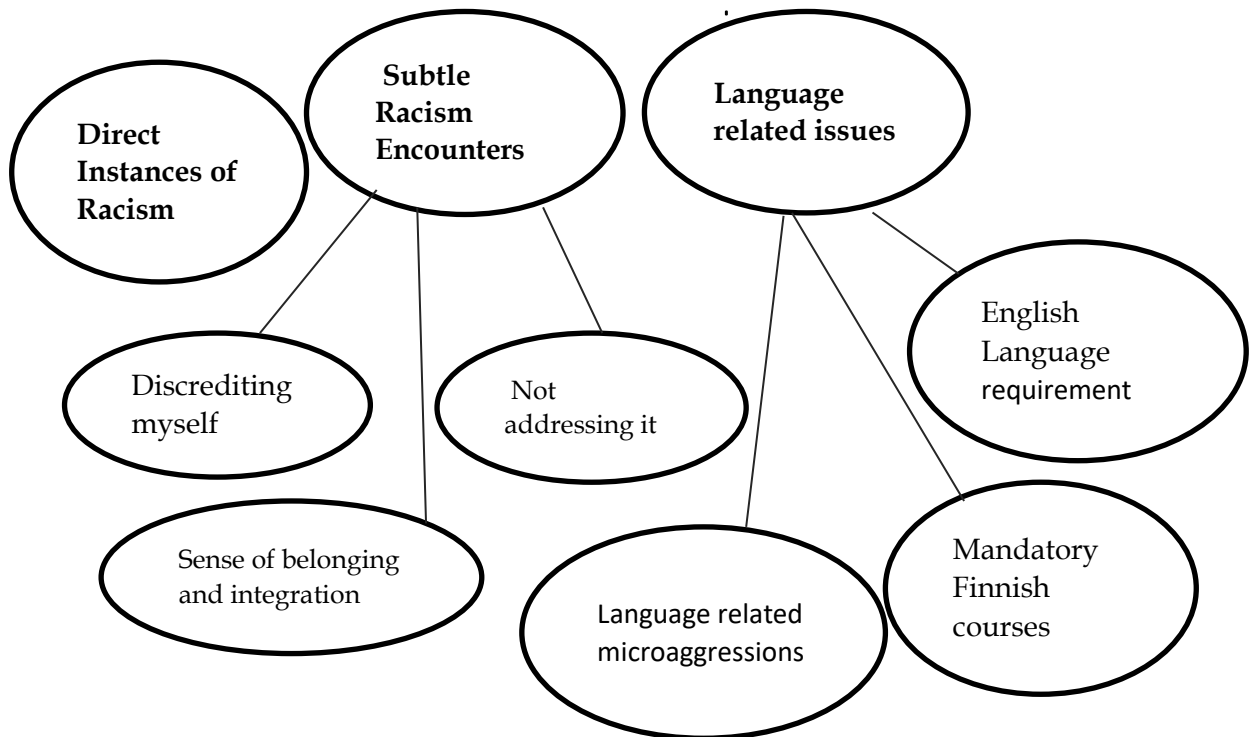 Direct
Instances of
Racism
Subtle
Racism
Encounters
Language
related issues
Discrediting
myself
Not
addressing it
English
Language
requirement
Sense of belonging
and integration
Language related
microaggressions
Mandatory
Finnish
courses